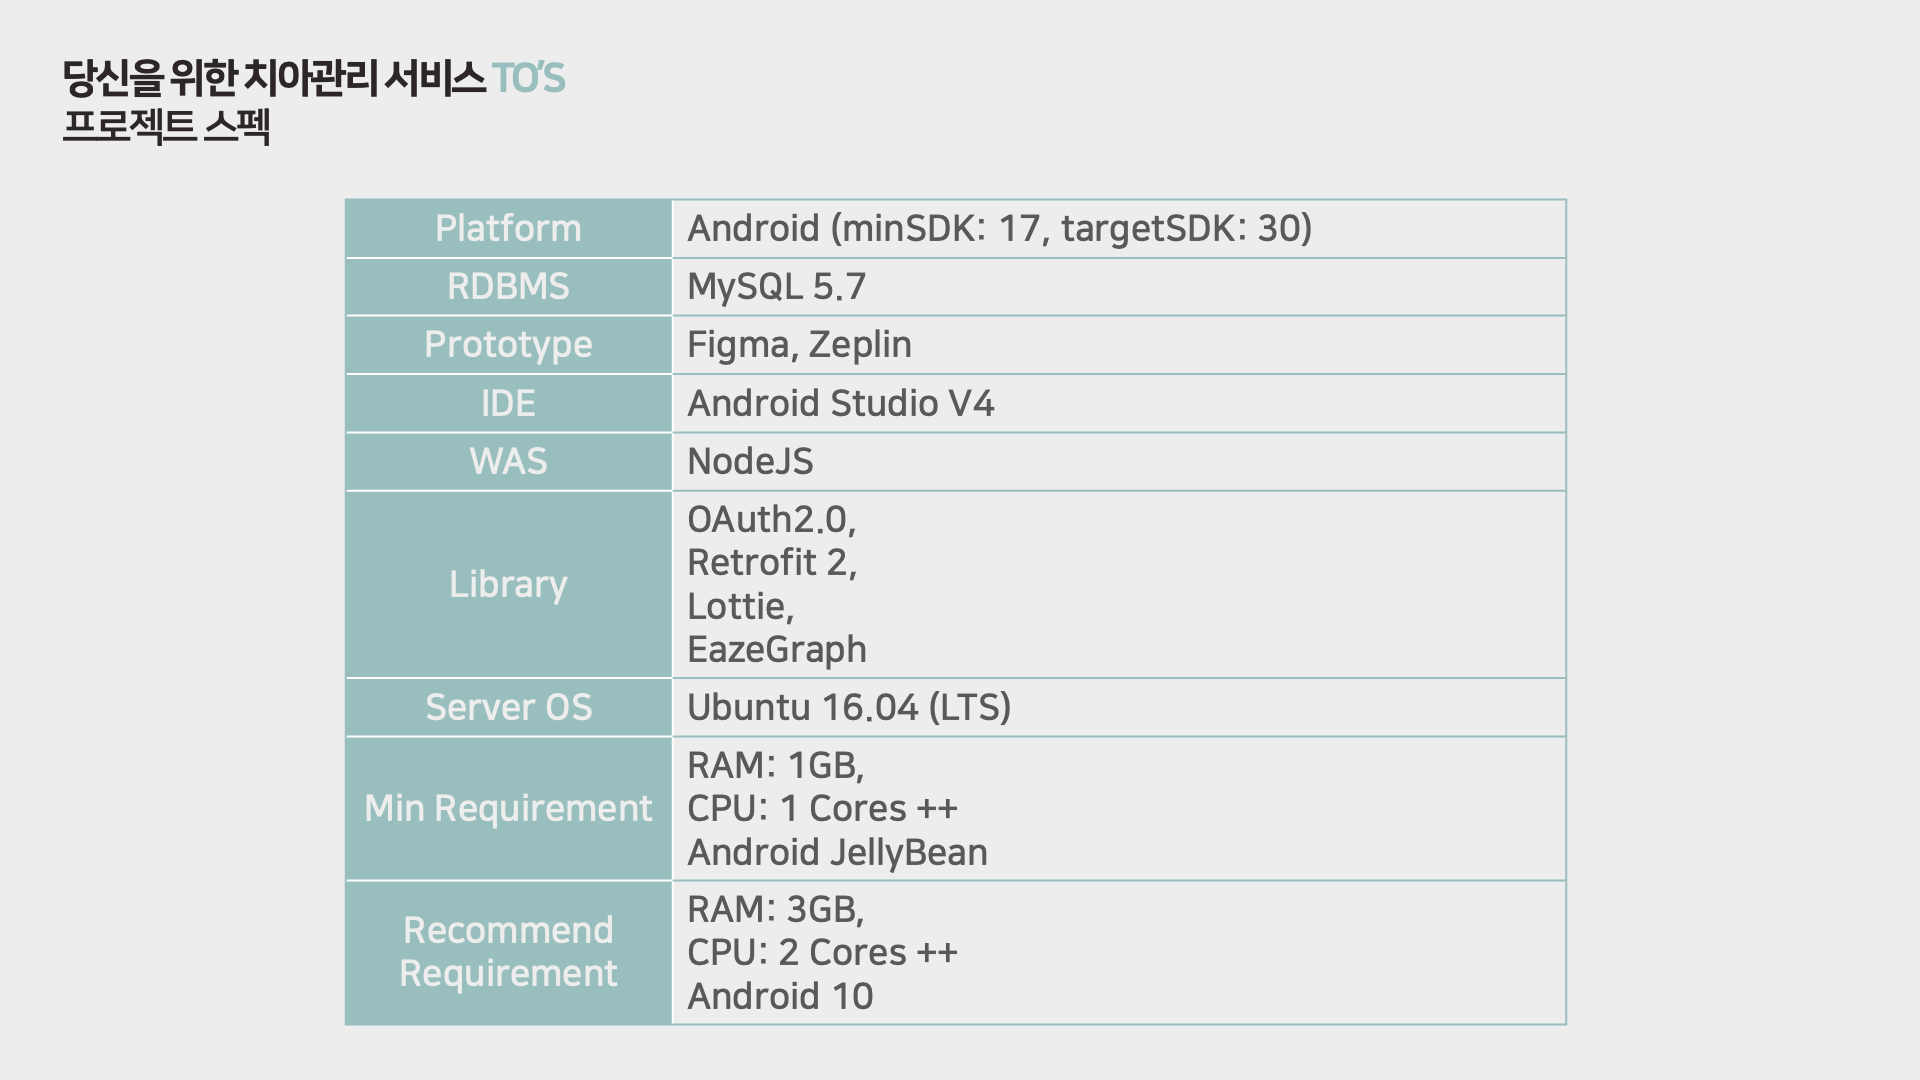 당신을 위한 치아관리 서비스 TO'S
프로젝트 스펙
Platform
Android (minSDK: 17, targetSDK: 30)
RDBMS
MySQL 5.7
Prototype
Figma, Zeplin
IDE
Android Studio V4
WAS
NodeJS
Library
OAuth2.0,
Retrofit 2,
Lottie,
EazeGraph
Server OS
Ubuntu 16.04 (LTS)
Min Requirement
RAM: 1GB,
CPU: 1 Cores ++
Android JellyBean
Recommend
Requirement
RAM: 3GB,
CPU: 2 Cores ++
Android 10